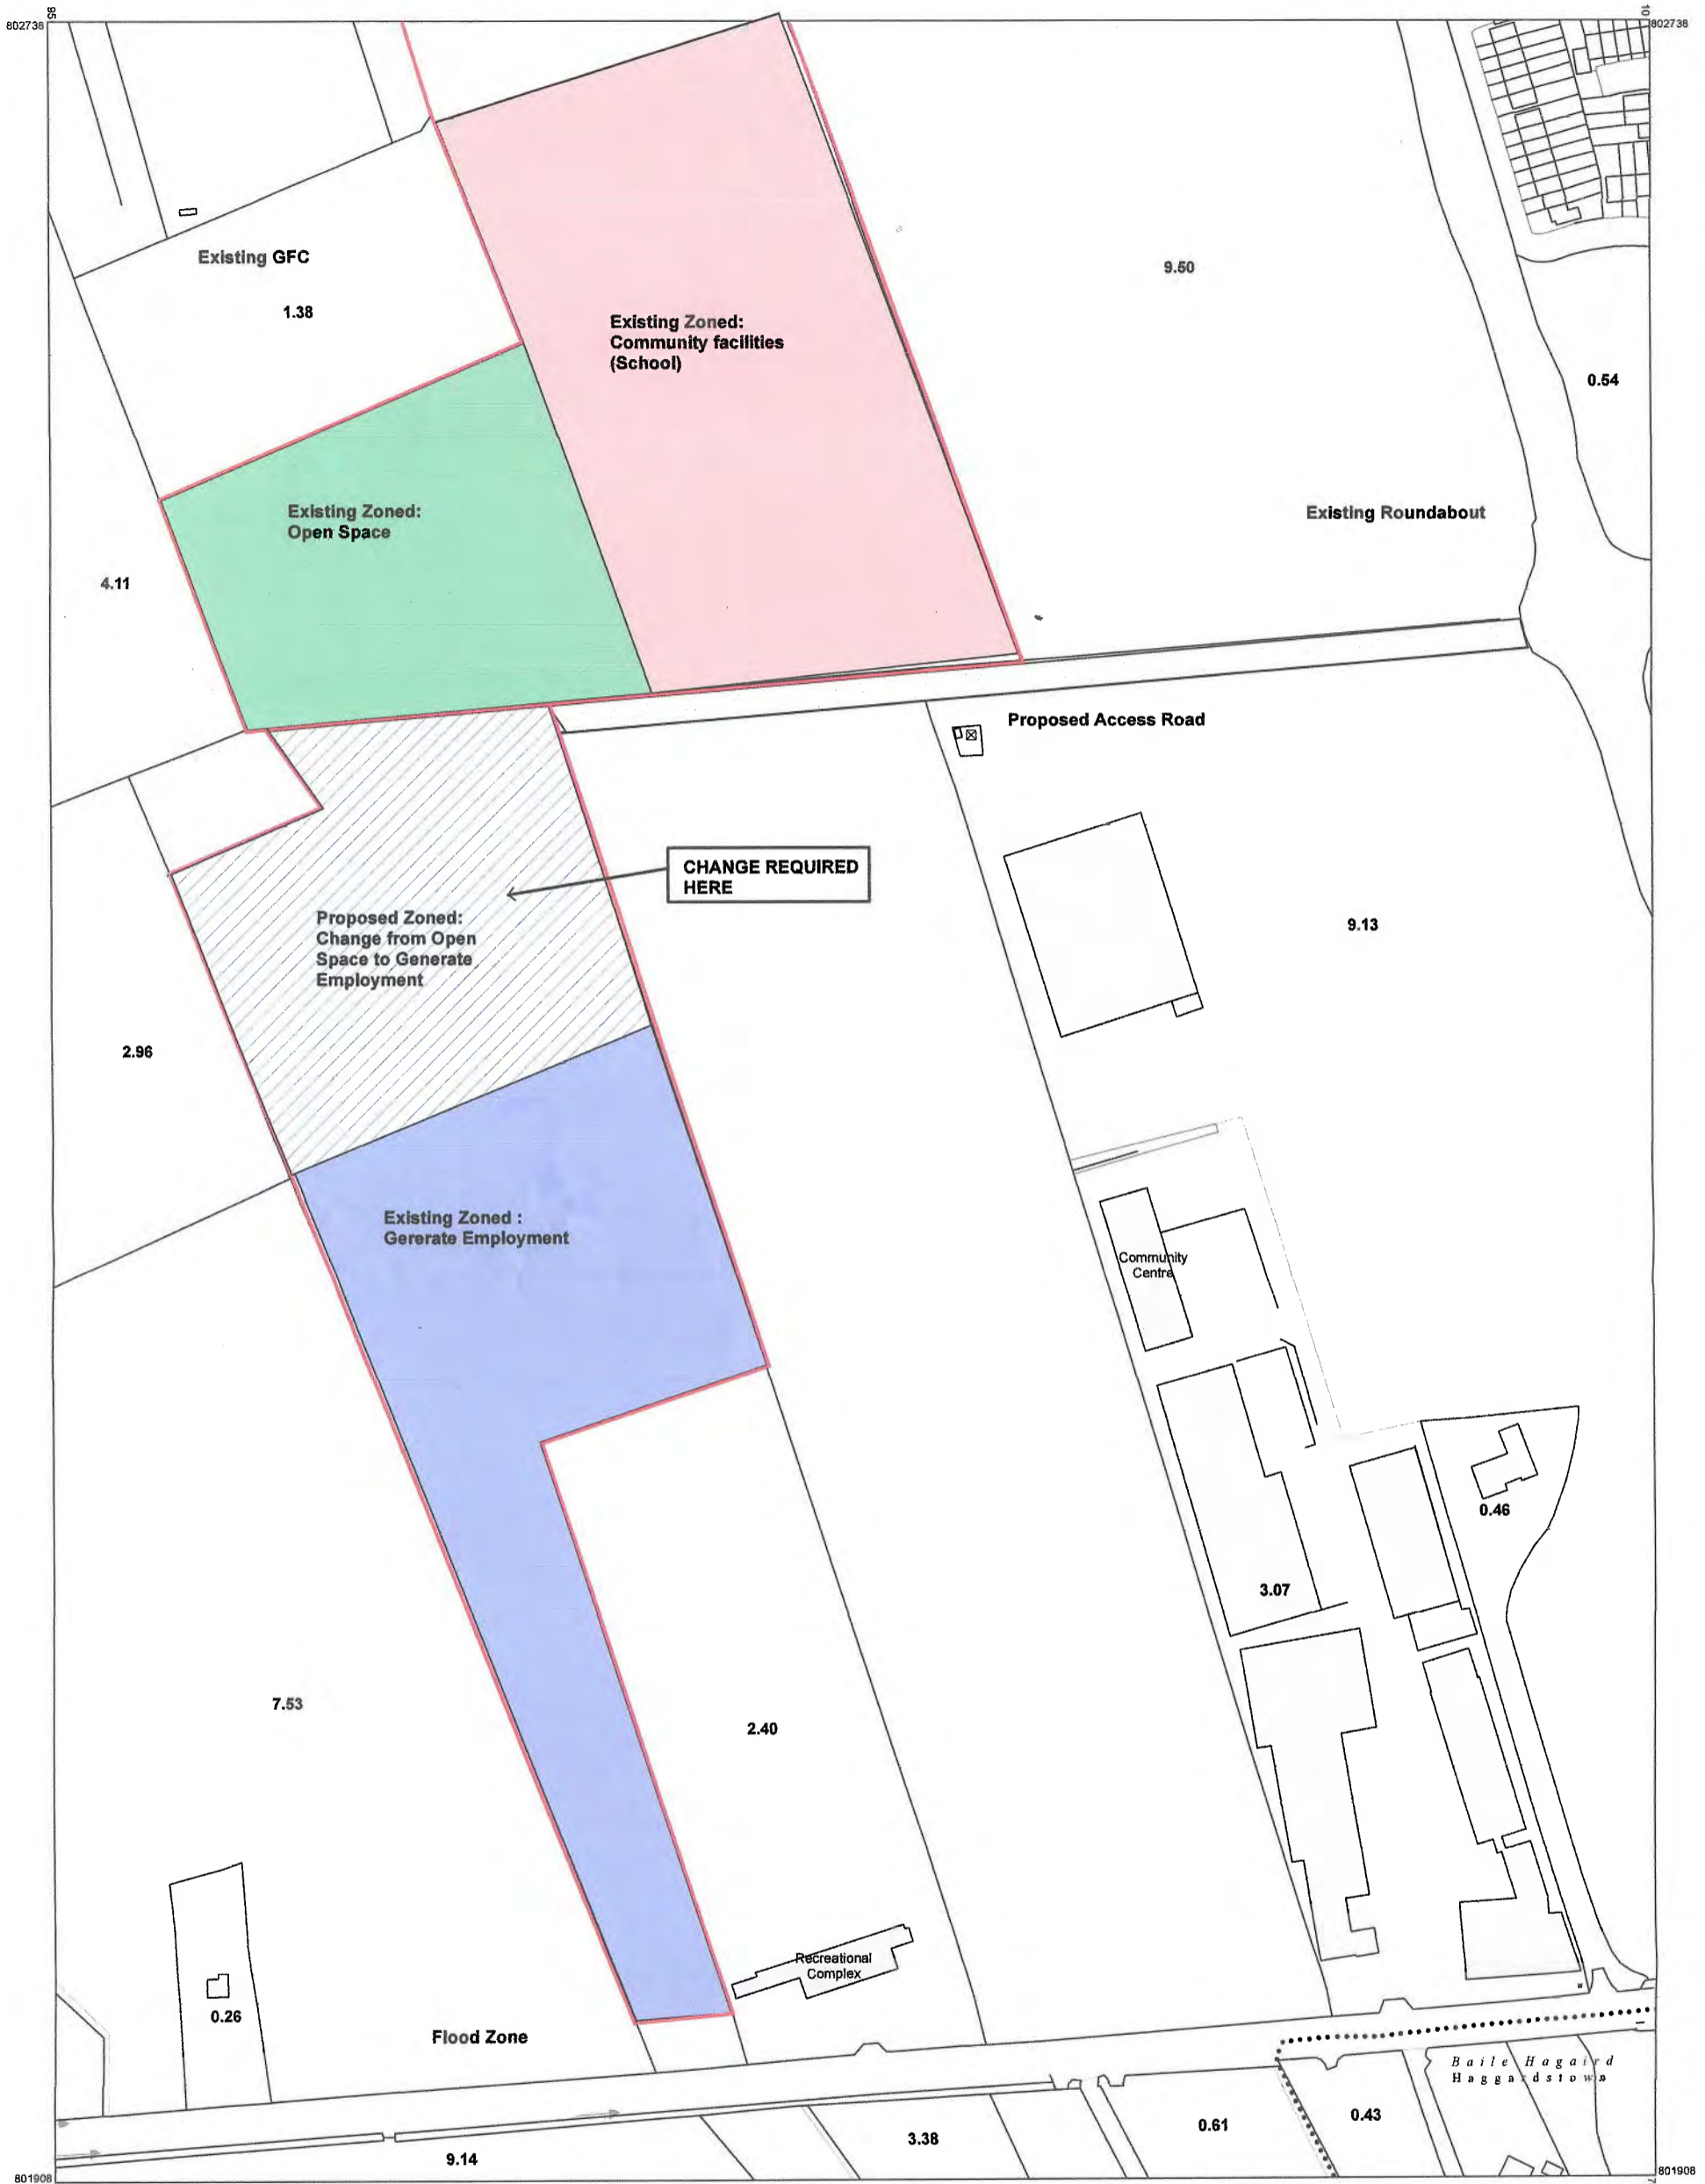 802738
95
10
802738
Existing GFC
1.38
9.50
Existing Zoned:
Community facilities
(School)
0.54
Existing Zoned:
Open Space
Existing Roundabout
4.11
Proposed Access Road
CHANGE REQUIRED
HERE
Proposed Zoned:
Change from Open
Space to Generate
Employment
9.13
2.96
Existing Zoned :
Gererate Employment
Community
Centre
0.46
3.07
7.53
2.40
Recreational
Complex
0.26
Flood Zone
Baile Hagaird
Haggardstown
0.43
0.61
3.38
9.14
801908
801908